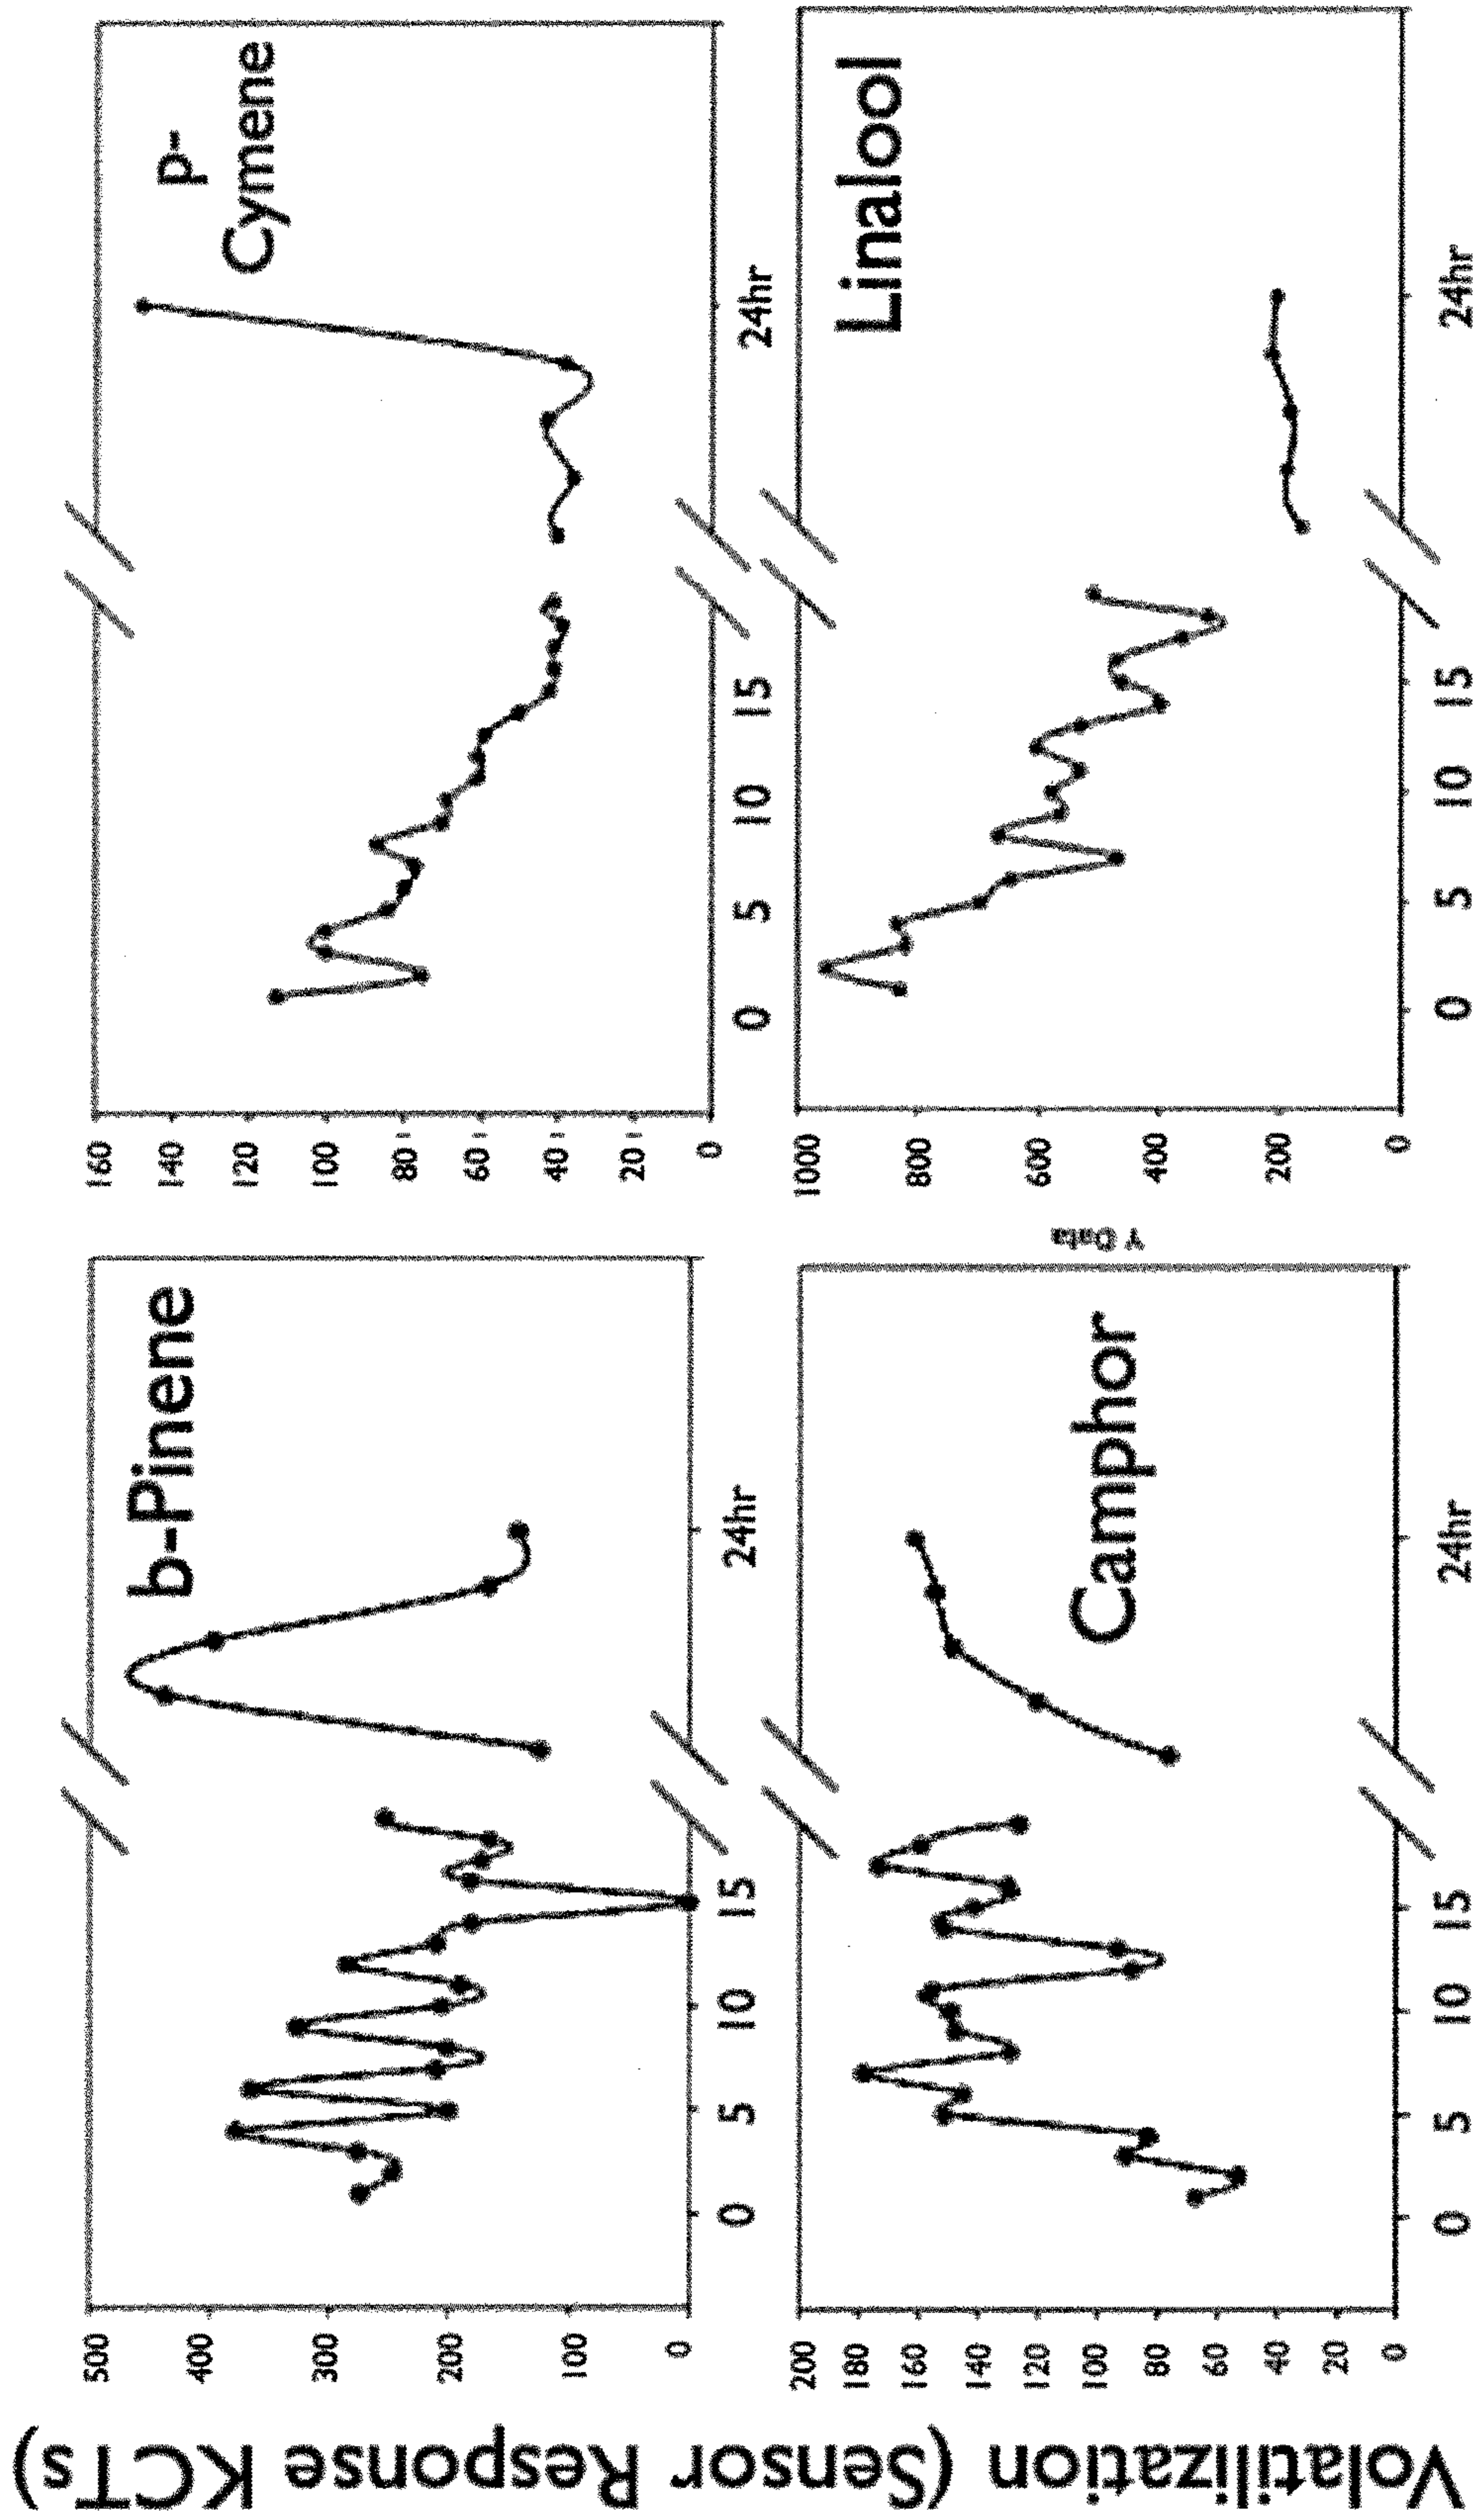 Volatilization (Sensor Response KCTs)
b-Pinene
500
400
300
200
100
0
0 5 10 15 24hr
p-
Cymene
160
140
120
100
80
60
40
20
0
0 5 10 15 24hr
Camphor
200
180
160
140
120
100
80
60
40
20
0
0 5 10 15 24hr
Y Data
Linalool
1000
800
600
400
200
0
0 5 10 15 24hr